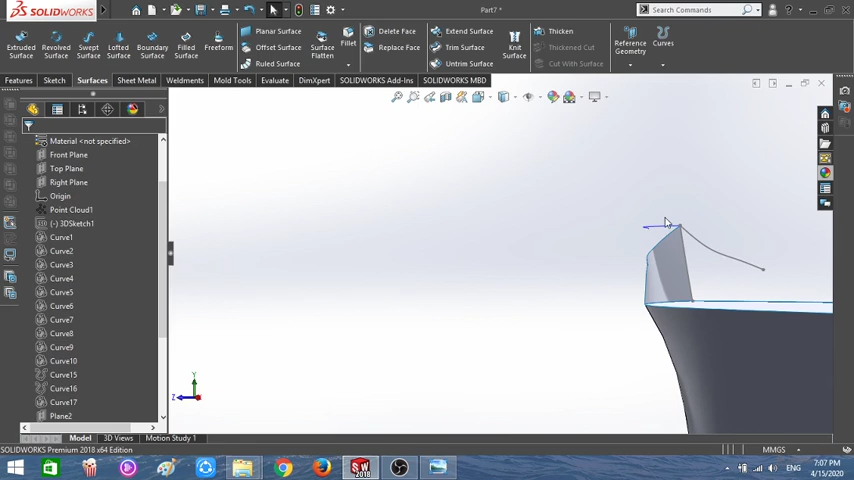 SOLIDWORKS
Part7 *
Search Commands
Extruded Surface
Revolved Surface
Swept Surface
Lofted Surface
Boundary Surface
Filled Surface
Freeform
Planar Surface
Offset Surface
Ruled Surface
Surface Flatten
Fillet
Delete Face
Replace Face
Extend Surface
Trim Surface
Untrim Surface
Knit Surface
Thicken
Thickened Cut
Cut With Surface
Reference Geometry
Curves
Features
Sketch
Surfaces
Sheet Metal
Weldments
Mold Tools
Evaluate
DimXpert
SOLIDWORKS Add-Ins
SOLIDWORKS MBD
Material <not specified>
Front Plane
Top Plane
Right Plane
Origin
Point Cloud1
(-) 3DSketch1
Curve1
Curve2
Curve3
Curve4
Curve5
Curve6
Curve7
Curve8
Curve9
Curve10
Curve15
Curve16
Curve17
Plane2
Y
Z
Model
3D Views
Motion Study 1
SOLIDWORKS Premium 2018 x64 Edition
MMGS
SW
2018
ENG
7:07 PM
4/15/2020